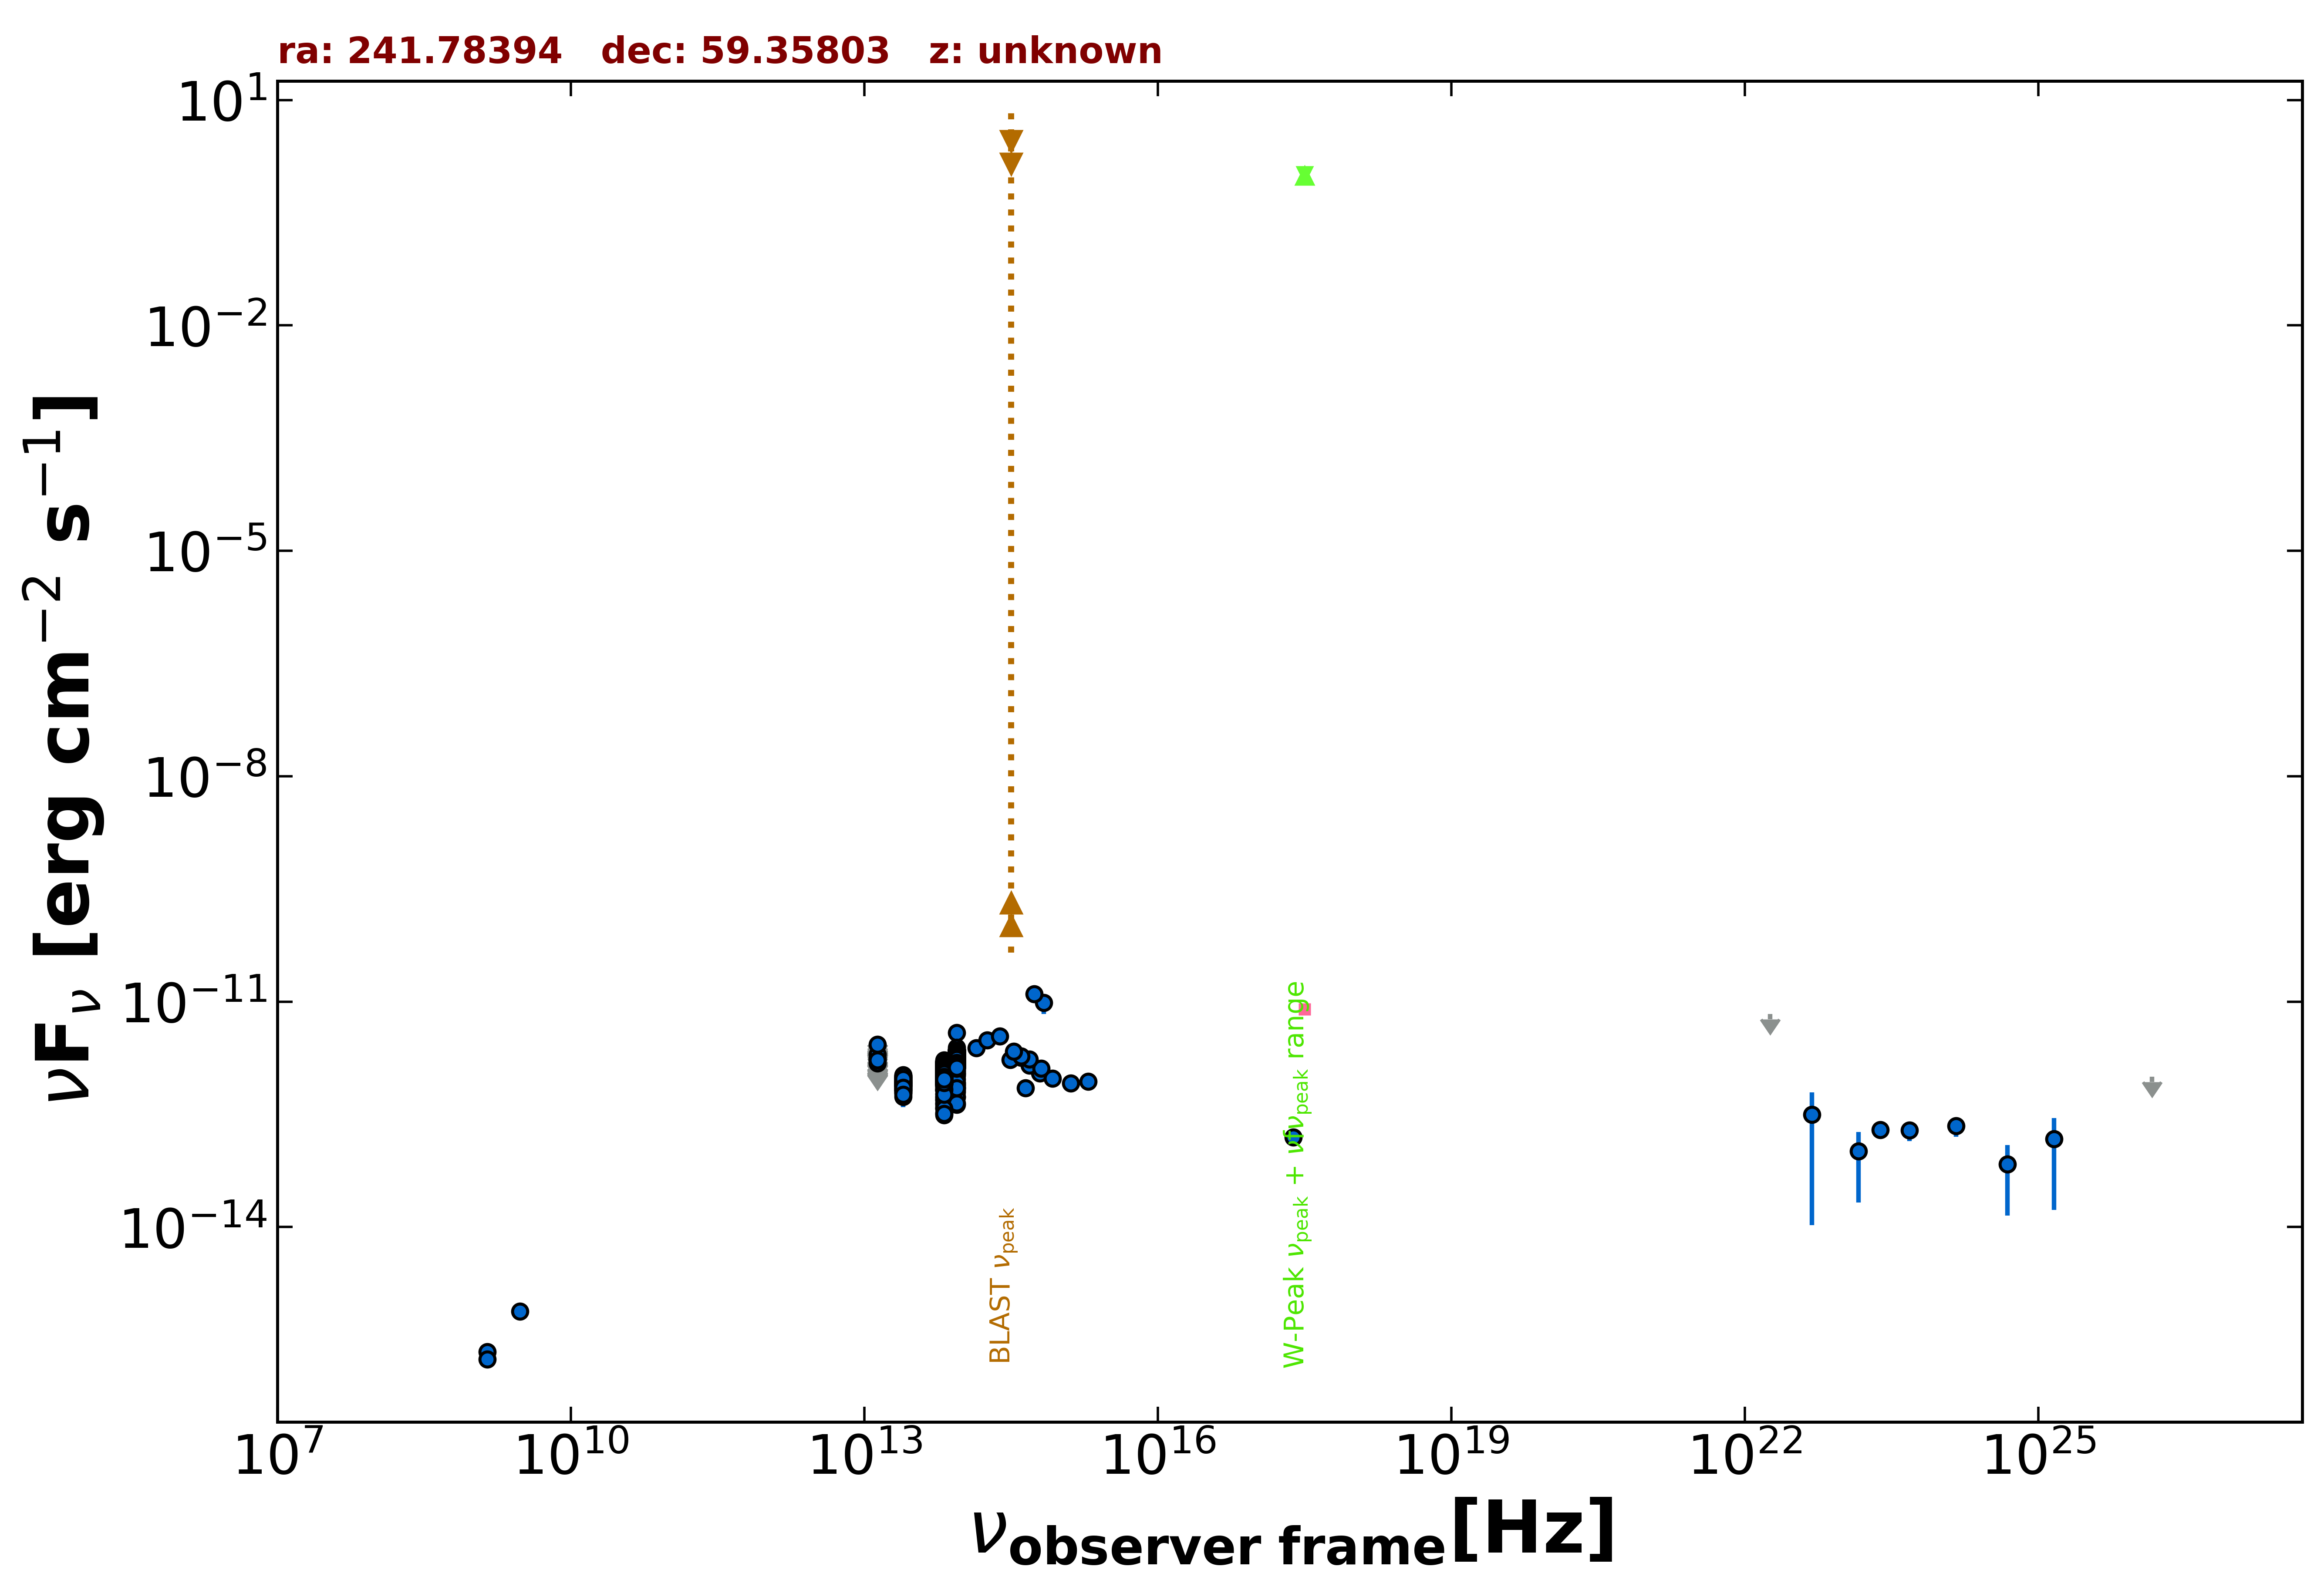 ra: 241.78394   dec: 59.35803   z: unknown
10^1
10^−2
10^−5
10^−8
10^−11
10^−14
νF_ν [erg cm^−2 s^−1]
BLAST ν_peak
W-Peak ν_peak + νfν_peak range
10^7
10^10
10^13
10^16
10^19
10^22
10^25
ν_observer frame [Hz]